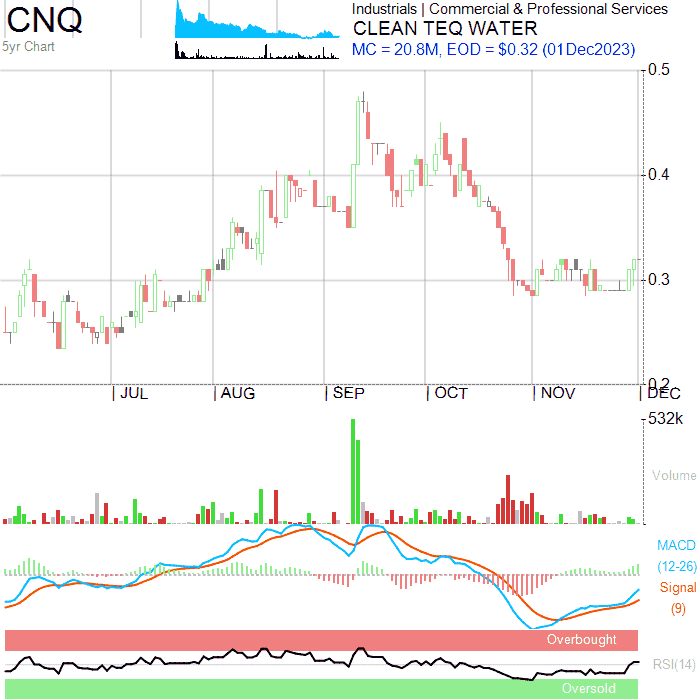 CNQ
5yr Chart
Industrials | Commercial & Professional Services
CLEAN TEQ WATER
MC = 20.8M, EOD = $0.32 (01Dec2023)
0.5
0.4
0.3
0.2
| JUL | AUG | SEP | OCT | NOV | DEC
532k
Volume
MACD
(12-26)
Signal
(9)
Overbought
RSI(14)
Oversold